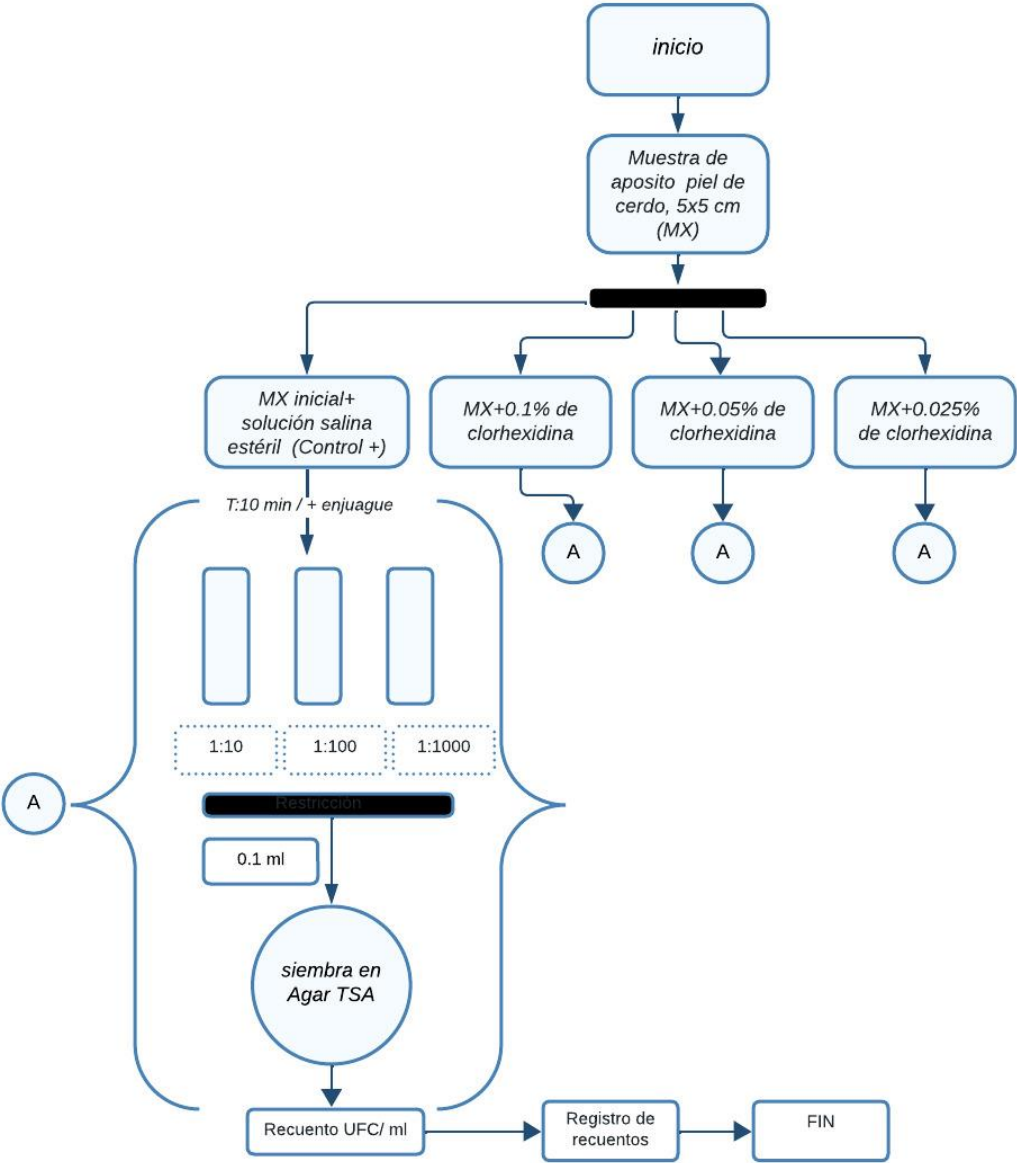 inicio
Muestra de
aposito piel de
cerdo, 5x5 cm
(MX)
MX inicial+
solución salina
estéril (Control +)
MX+0.1% de
clorhexidina
MX+0.05% de
clorhexidina
MX+0.025%
de clorhexidina
T:10 min / + enjuague
A
A
A
1:10
1:100
1:1000
A
Restricción
0.1 ml
siembra en
Agar TSA
Recuento UFC/ ml
Registro de
recuentos
FIN